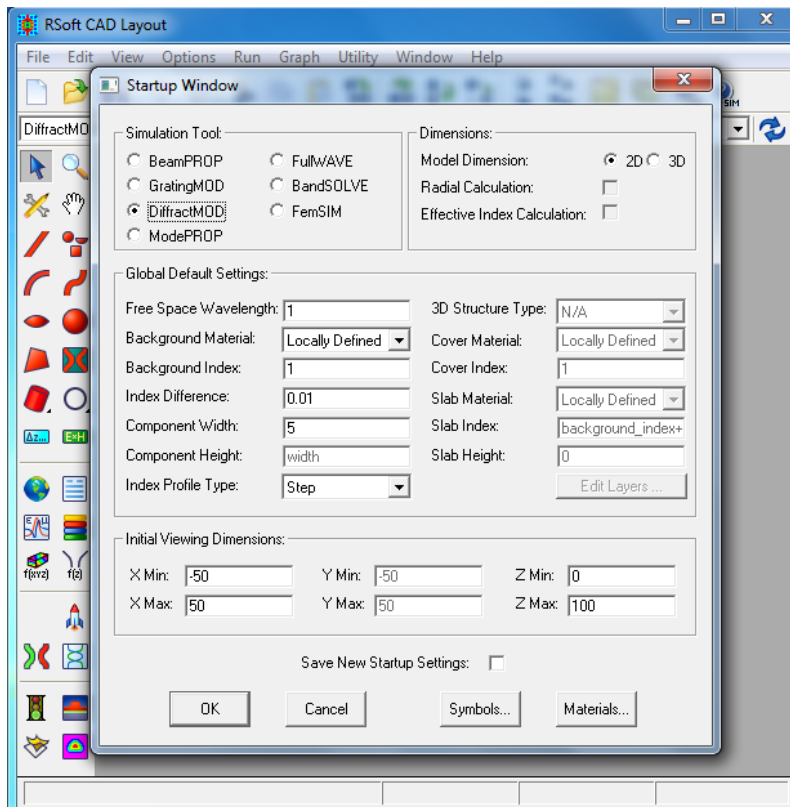 RSoft CAD Layout
File Edit View Options Run Graph Utility Window Help
Startup Window
SIM
DiffractMO
Simulation Tool:
BeamPROP
FullWAVE
GratingMOD
BandSOLVE
DiffractMOD
FemSIM
ModePROP
Dimensions:
Model Dimension: 2D 3D
Radial Calculation:
Effective Index Calculation:
Global Default Settings:
Free Space Wavelength: 1
3D Structure Type: N/A
Background Material: Locally Defined
Cover Material: Locally Defined
Background Index: 1
Cover Index: 1
Index Difference: 0.01
Slab Material: Locally Defined
Component Width: 5
Slab Index: background_index+
Component Height: width
Slab Height: 0
Index Profile Type: Step
Edit Layers ...
Δz...
E×H
f(xyz)
f(z)
Initial Viewing Dimensions:
X Min: -50 Y Min: -50 Z Min: 0
X Max: 50 Y Max: 50 Z Max: 100
Save New Startup Settings:
OK Cancel Symbols... Materials...